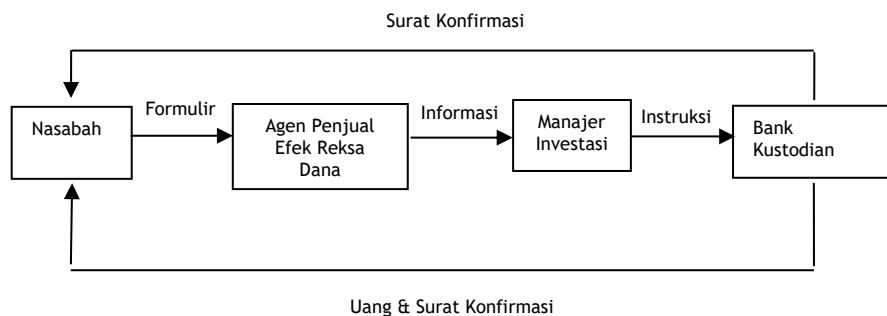 Surat Konfirmasi
Formulir
Informasi
Instruksi
Nasabah
Agen Penjual
Efek Reksa
Dana
Manajer
Investasi
Bank
Kustodian
Uang & Surat Konfirmasi